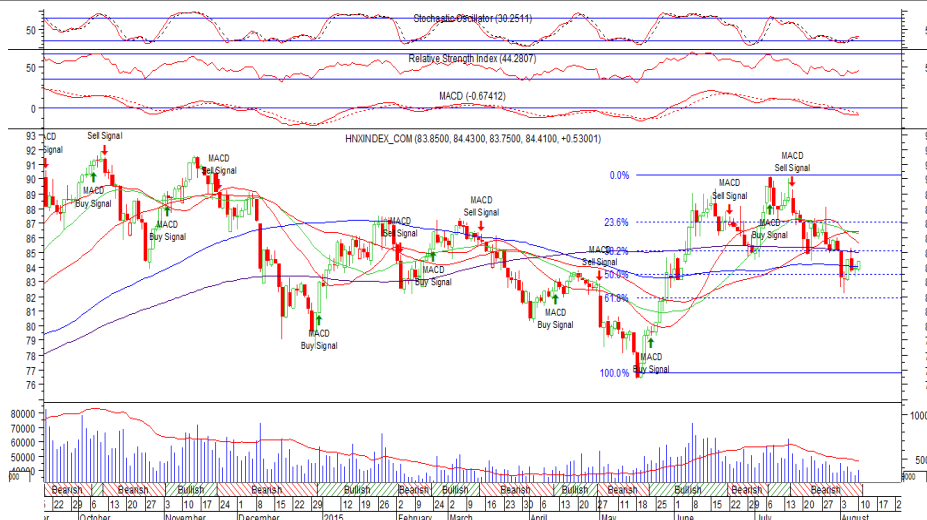 Stochastic Oscillator (30.2511)
50
Relative Strength Index (44.2807)
50
MACD (-0.67412)
0
HNXINDEX_COM (83.8500, 84.4300, 83.7500, 84.4100, +0.53001)
93
92
91
90
89
88
87
86
85
84
83
82
81
80
79
78
77
76
CD
Signal
Sell Signal
MACD
Buy Signal
MACD
Sell Signal
MACD
Buy Signal
MACD
Buy Signal
MACD
Sell Signal
MACD
Buy Signal
MACD
Sell Signal
MACD
Buy Signal
MACD
Sell Signal
MACD
Buy Signal
MACD
Sell Signal
MACD
Buy Signal
MACD
Sell Signal
0.0%
23.6%
38.2%
50.0%
61.8%
100.0%
80000
70000
60000
50000
40000
1000
500
Bearish Bearish Bullish Bearish Bullish Bearish Bullish Bearish Bullish Bearish Bullish Bearish Bearish
22 29 6 13 20 27 3 10 17 24 1 8 15 22 29 5 12 19 26 2 9 24 2 9 16 23 30 6 13 20 27 4 11 18 25 1 8 15 22 29 6 13 20 27 3 10 17 2
October November December 2015 February March April May June July August